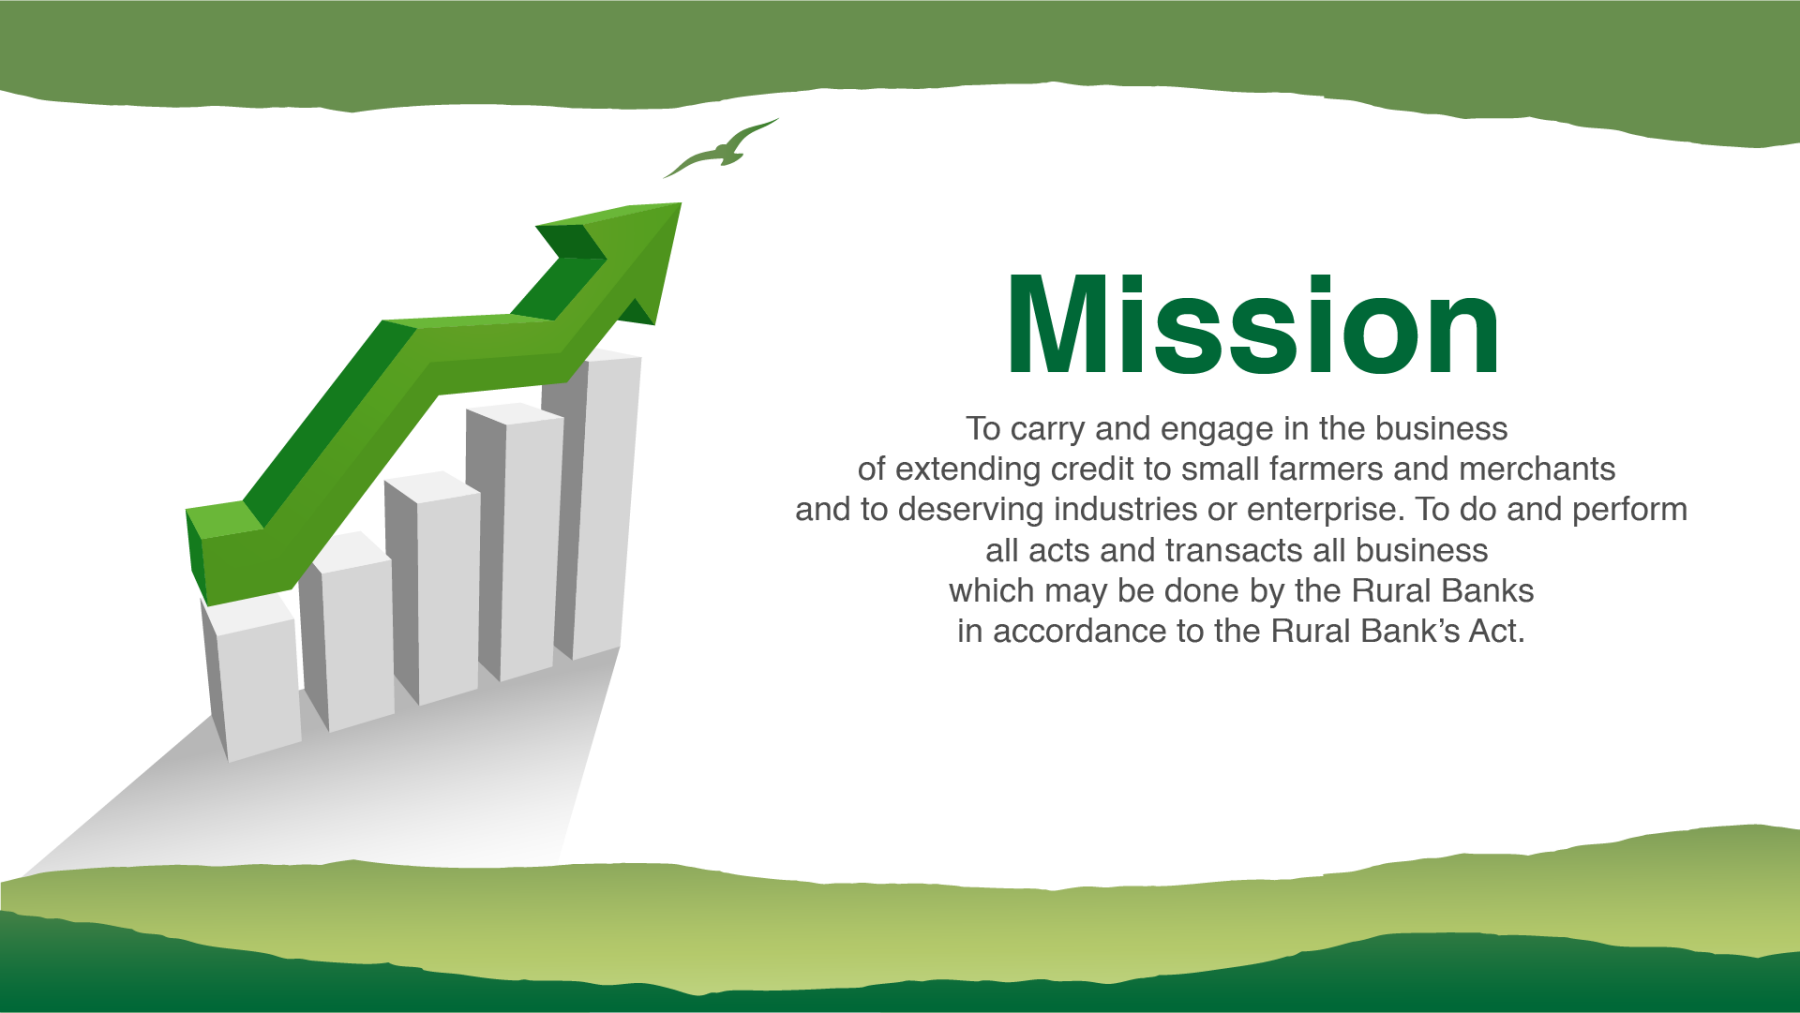 Mission
To carry and engage in the business
of extending credit to small farmers and merchants
and to deserving industries or enterprise. To do and perform
all acts and transacts all business
which may be done by the Rural Banks
in accordance to the Rural Bank’s Act.